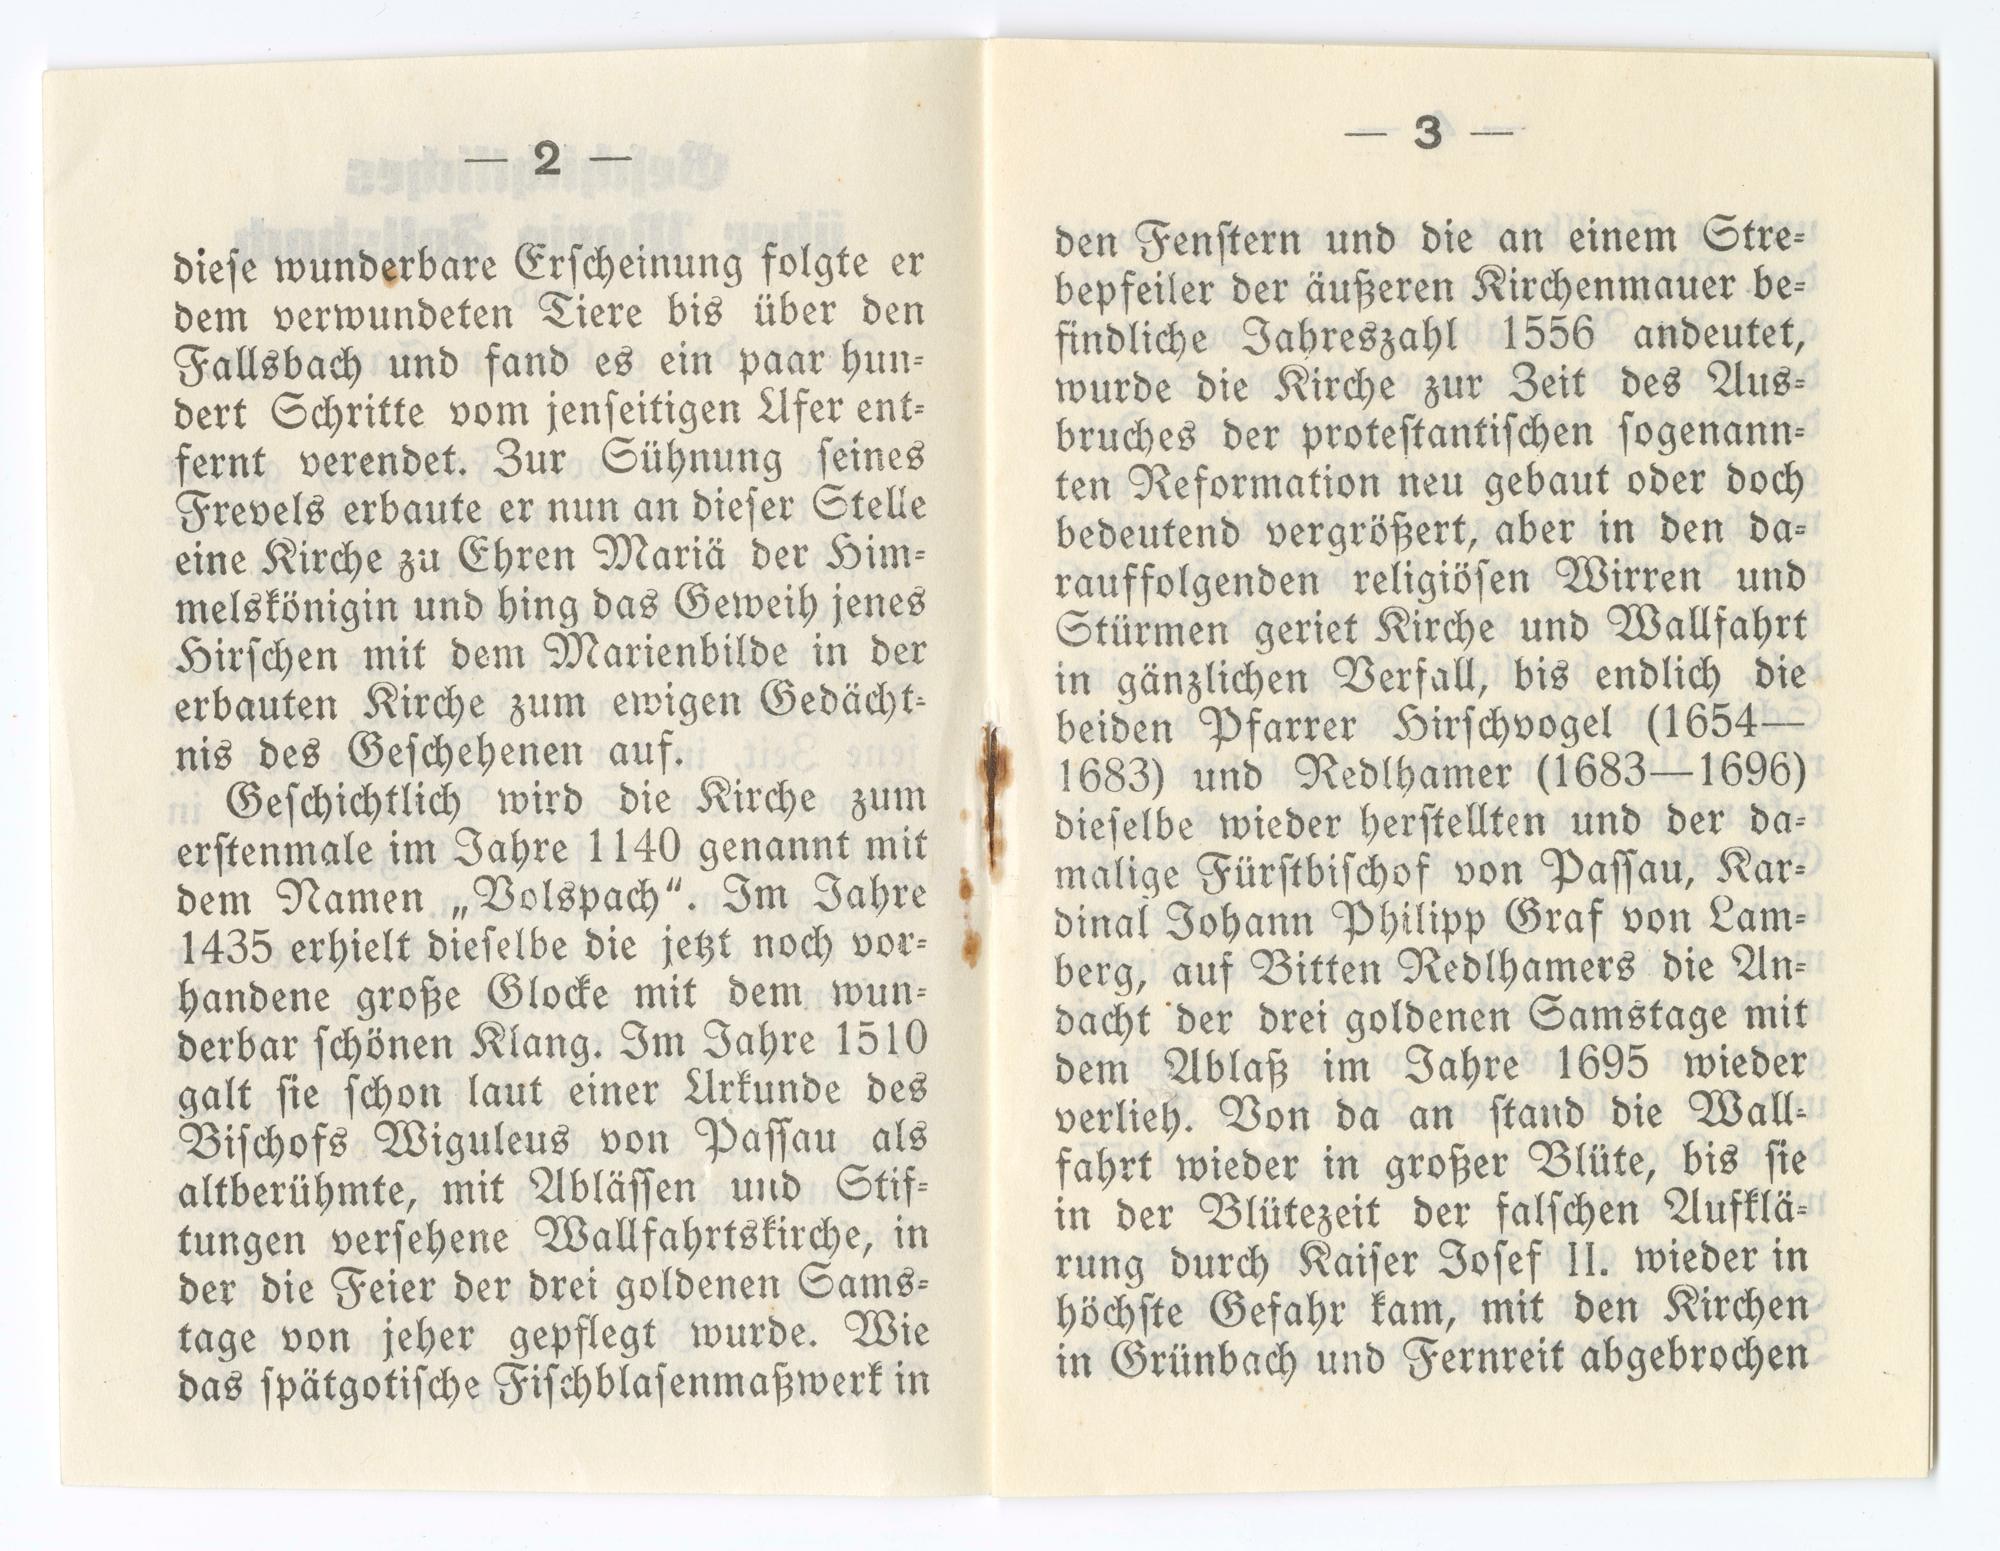 — 2 —
diese wunderbare Erscheinung folgte er
dem verwundeten Tiere bis über den
Fallsbach und fand es ein paar hun-
dert Schritte vom jenseitigen Ufer ent-
fernt verendet. Zur Sühnung seines
Frevels erbaute er nun an dieser Stelle
eine Kirche zu Ehren Mariä der Him-
melskönigin und hing das Geweih jenes
Hirschen mit dem Marienbilde in der
erbauten Kirche zum ewigen Gedächt-
nis des Geschehenen auf.
Geschichtlich wird die Kirche zum
erstenmale im Jahre 1140 genannt mit
dem Namen „Volspach“. Im Jahre
1435 erhielt dieselbe die jetzt noch vor-
handene große Glocke mit dem wun-
derbar schönen Klang. Im Jahre 1510
galt sie schon laut einer Urkunde des
Bischofs Wiguleus von Passau als
altberühmte, mit Ablässen und Stif-
tungen versehene Wallfahrtskirche, in
der die Feier der drei goldenen Sams-
tage von jeher gepflegt wurde. Wie
das spätgotische Fischblasenmaßwerk in
— 3 —
den Fenstern und die an einem Stre-
bepfeiler der äußeren Kirchenmauer be-
findliche Jahreszahl 1556 andeutet,
wurde die Kirche zur Zeit des Aus-
bruches der protestantischen sogenann-
ten Reformation neu gebaut oder doch
bedeutend vergrößert, aber in den da-
rauffolgenden religiösen Wirren und
Stürmen geriet Kirche und Wallfahrt
in gänzlichen Verfall, bis endlich die
beiden Pfarrer Hirschvogel (1654—
1683) und Redlhamer (1683—1696)
dieselbe wieder herstellten und der da-
malige Fürstbischof von Passau, Kar-
dinal Johann Philipp Graf von Lam-
berg, auf Bitten Redlhamers die An-
dacht der drei goldenen Samstage mit
dem Ablaß im Jahre 1695 wieder
verlieh. Von da an stand die Wall-
fahrt wieder in großer Blüte, bis sie
in der Blütezeit der falschen Aufklä-
rung durch Kaiser Josef II. wieder in
höchste Gefahr kam, mit den Kirchen
in Grünbach und Fernreit abgebrochen